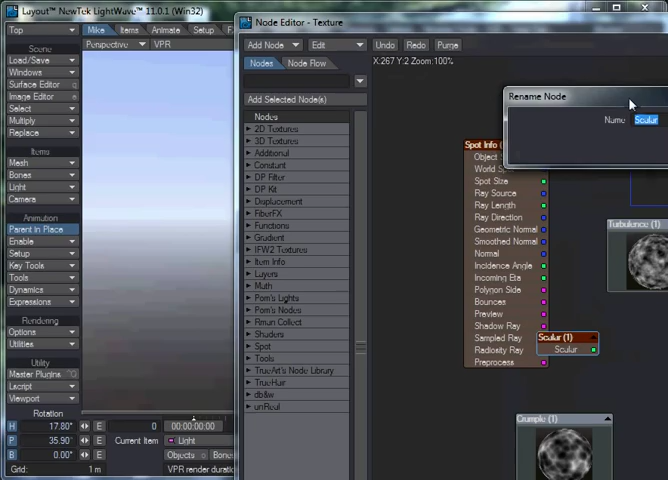 Layout™ NewTek LightWave™ 11.0.1 (Win32)
Top
Mike Items Animate Setup
Perspective VPR
Scene
Load/Save
Windows
Surface Editor q
Image Editor
Select
Multiply
Replace
Items
Mesh
Bones
Light
Camera
Animation
Parent in Place
Enable
Setup
Key Tools
Tools
Dynamics
Expressions
Rendering
Options
Utilities
Utility
Master Plugins ^Q
Lscript
Viewport
Rotation
H 17.80° E
P 35.90° E
B 0.00° E
Grid: 1 m
0 00:00:00:00
Current Item Light
Objects Bones
VPR render duratio
Node Editor - Texture
Add Node Edit Undo Redo Purge
Nodes Node Flow
X:267 Y:2 Zoom:100%
Add Selected Node(s)
Nodes
2D Textures
3D Textures
Additional
Constant
DP Filter
DP Kit
Displacement
FiberFX
Functions
Gradient
IFW2 Textures
Item Info
Layers
Math
Pom's Lights
Pom's Nodes
Rman Collect
Shaders
Spot
Tools
TrueArt's Node Library
TrueHair
db&w
unReal
Rename Node
Name Scalar
Spot Info
Object
World
Spot Size
Ray Source
Ray Length
Ray Direction
Geometric Normal
Smoothed Normal
Normal
Incidence Angle
Incoming Eta
Polygon Side
Bounces
Preview
Shadow Ray
Sampled Ray
Radiosity Ray
Preprocess
Scalar (1)
Scalar
Turbulence (1)
Crumple (1)